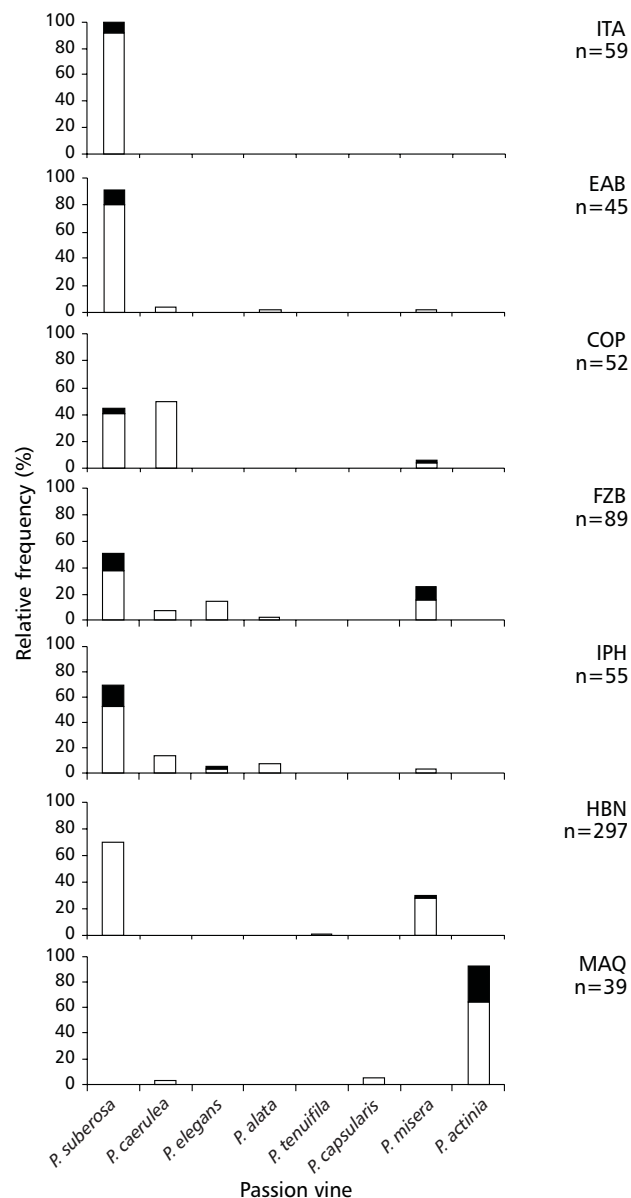 Relative frequency (%)
100
80
60
40
20
0
ITA
n=59
100
80
60
40
20
0
EAB
n=45
100
80
60
40
20
0
COP
n=52
100
80
60
40
20
0
FZB
n=89
100
80
60
40
20
0
IPH
n=55
100
80
60
40
20
0
HBN
n=297
100
80
60
40
20
0
MAQ
n=39
P. suberosa
P. caerulea
P. elegans
P. alata
P. tenuifila
P. capsularis
P. misera
P. actinia
Passion vine